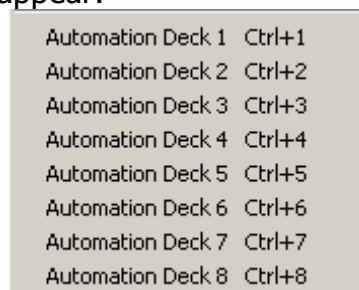 appear:
Automation Deck 1 Ctrl+1
Automation Deck 2 Ctrl+2
Automation Deck 3 Ctrl+3
Automation Deck 4 Ctrl+4
Automation Deck 5 Ctrl+5
Automation Deck 6 Ctrl+6
Automation Deck 7 Ctrl+7
Automation Deck 8 Ctrl+8